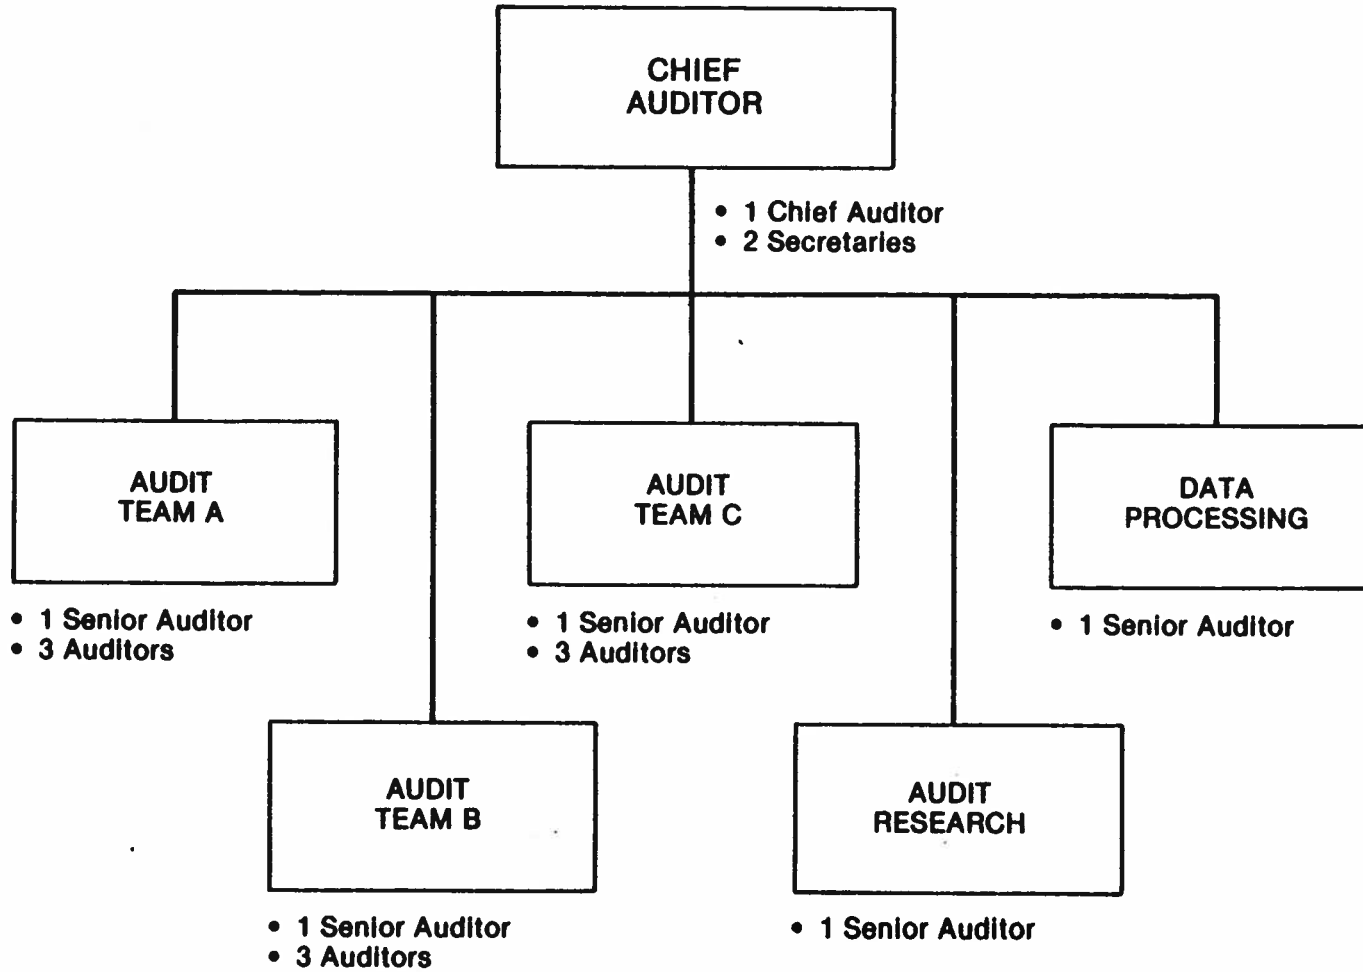 CHIEF
AUDITOR
• 1 Chief Auditor
• 2 Secretaries
AUDIT
TEAM A
• 1 Senior Auditor
• 3 Auditors
AUDIT
TEAM C
• 1 Senior Auditor
• 3 Auditors
DATA
PROCESSING
• 1 Senior Auditor
AUDIT
TEAM B
• 1 Senior Auditor
• 3 Auditors
AUDIT
RESEARCH
• 1 Senior Auditor